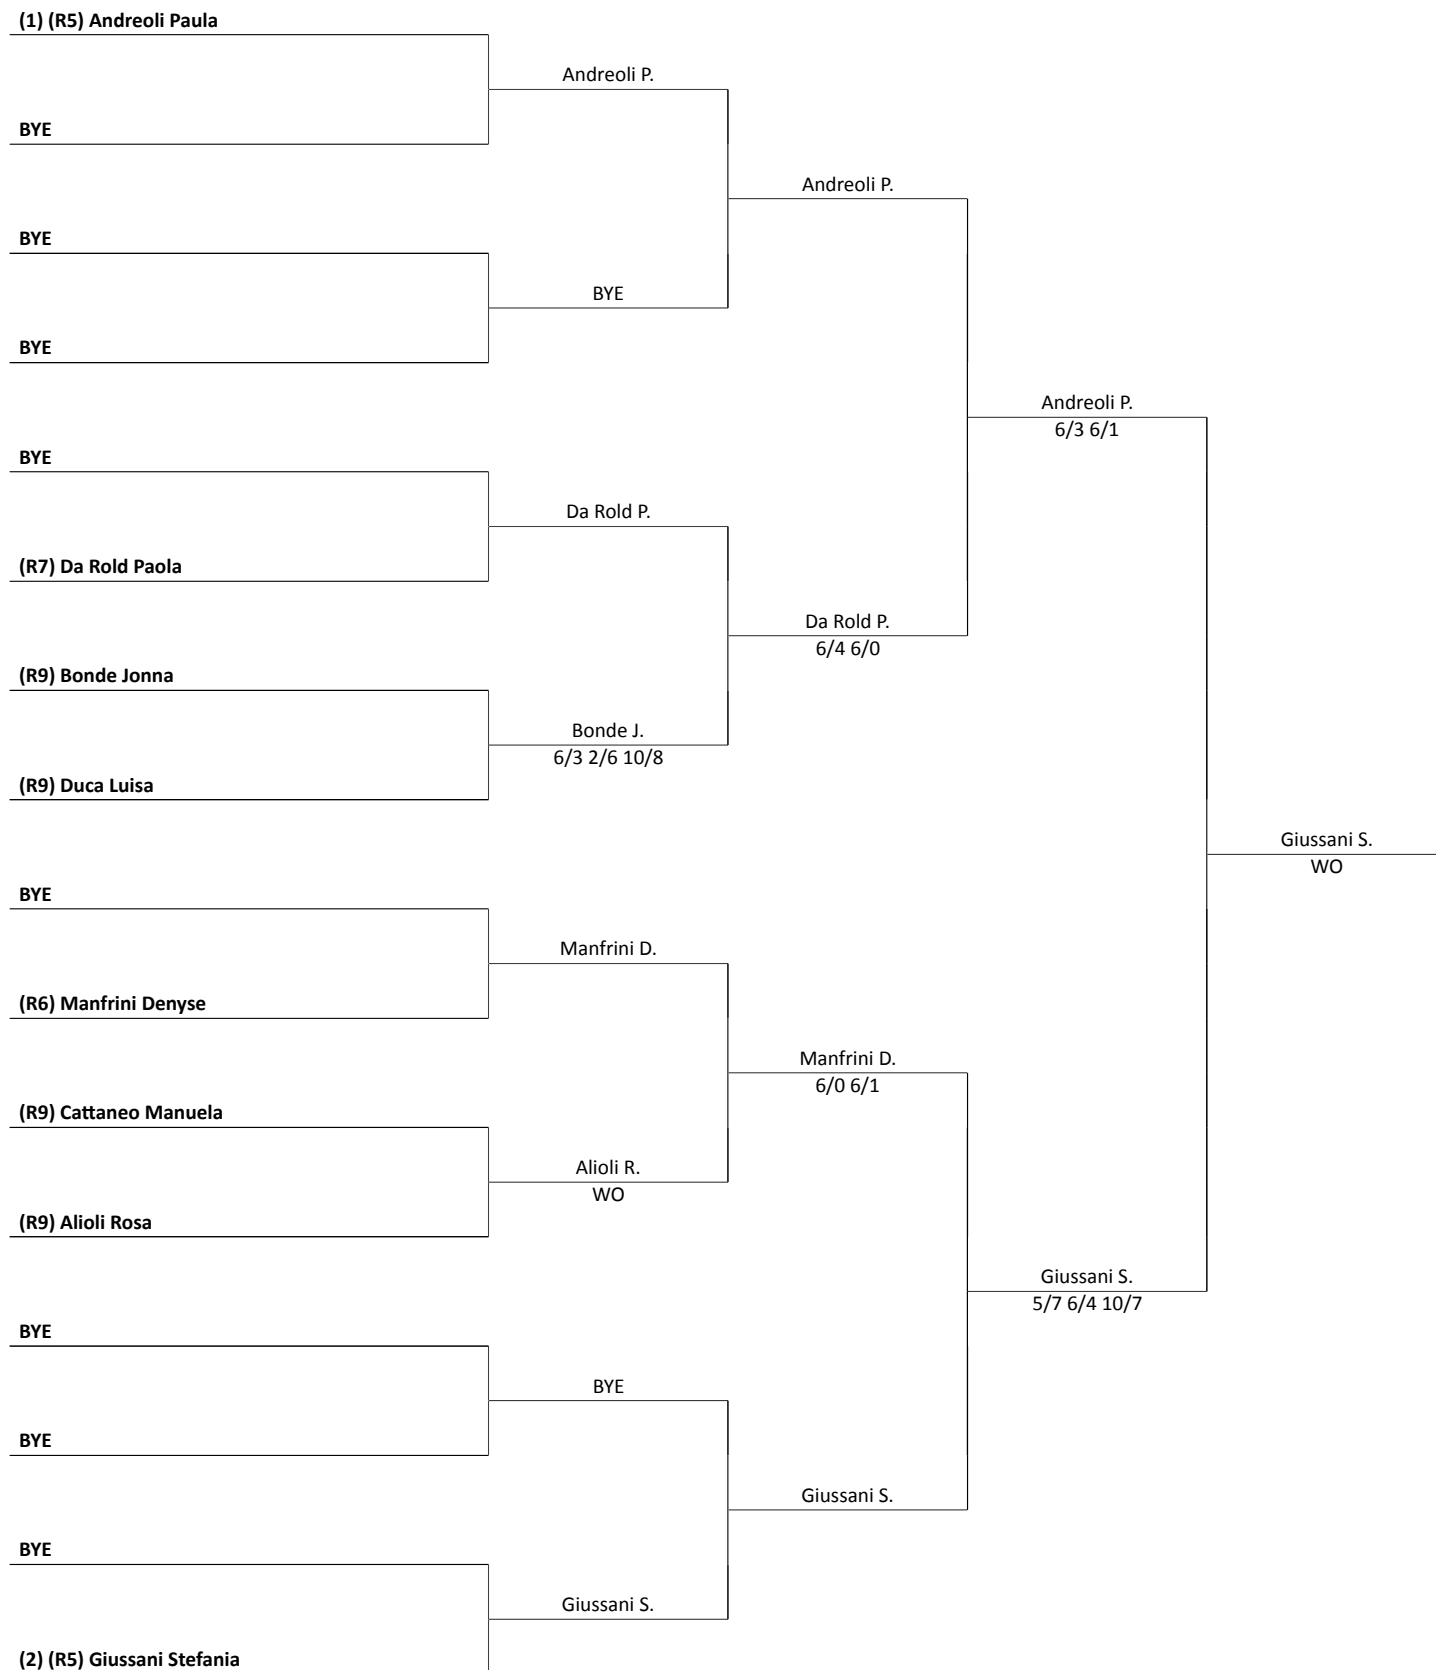 (1) (R5) Andreoli Paula
Andreoli P.
BYE
Andreoli P.
BYE
BYE
BYE
Andreoli P.
6/3 6/1
BYE
Da Rold P.
(R7) Da Rold Paola
Da Rold P.
6/4 6/0
(R9) Bonde Jonna
Bonde J.
6/3 2/6 10/8
(R9) Duca Luisa
Giussani S.
WO
BYE
Manfrini D.
(R6) Manfrini Denyse
Manfrini D.
6/0 6/1
(R9) Cattaneo Manuela
Alioli R.
WO
(R9) Alioli Rosa
Giussani S.
5/7 6/4 10/7
BYE
BYE
BYE
Giussani S.
BYE
Giussani S.
(2) (R5) Giussani Stefania